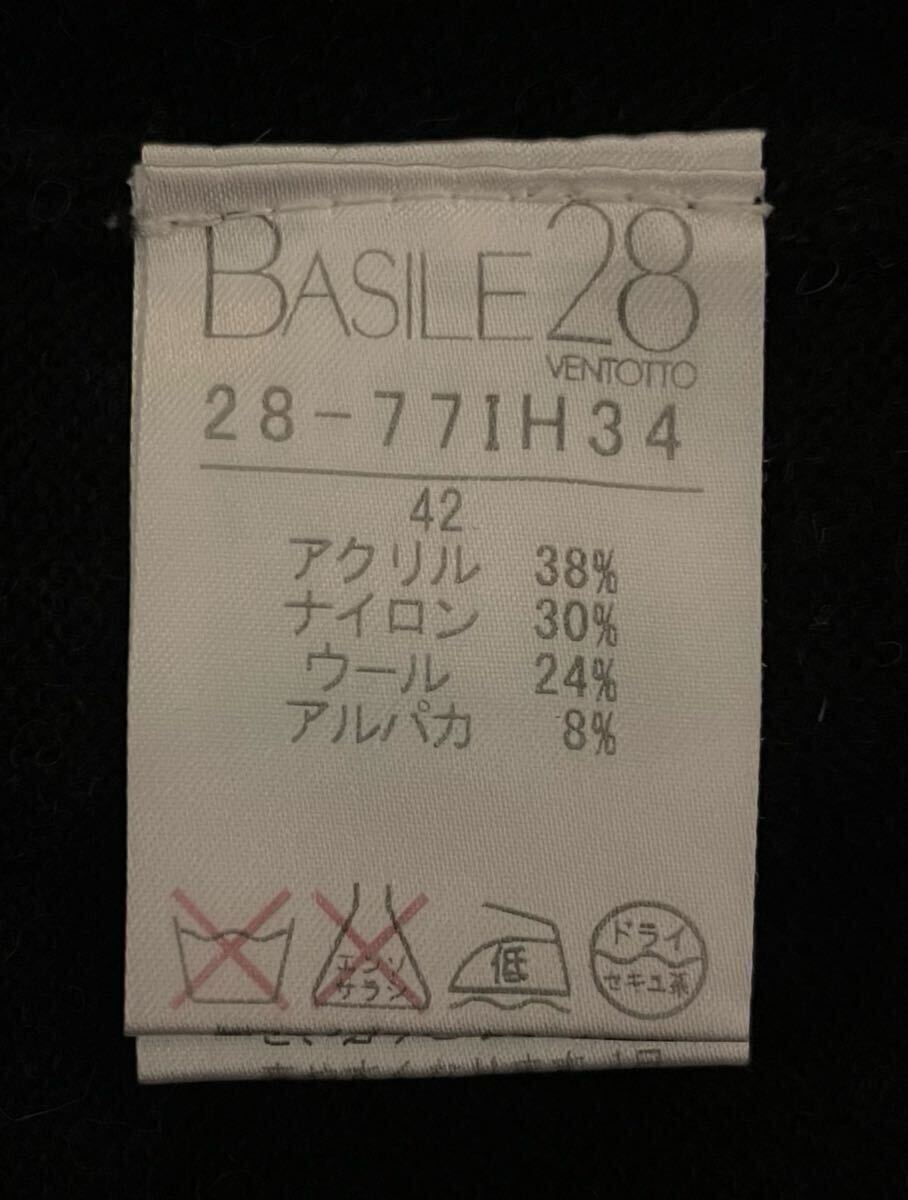 BASILE28
VENTOTTO
28-77IH34
42
アクリル 38%
ナイロン 30%
ウール 24%
アルパカ 8%
エンソ
サラシ
低
ドライ
セキユ系